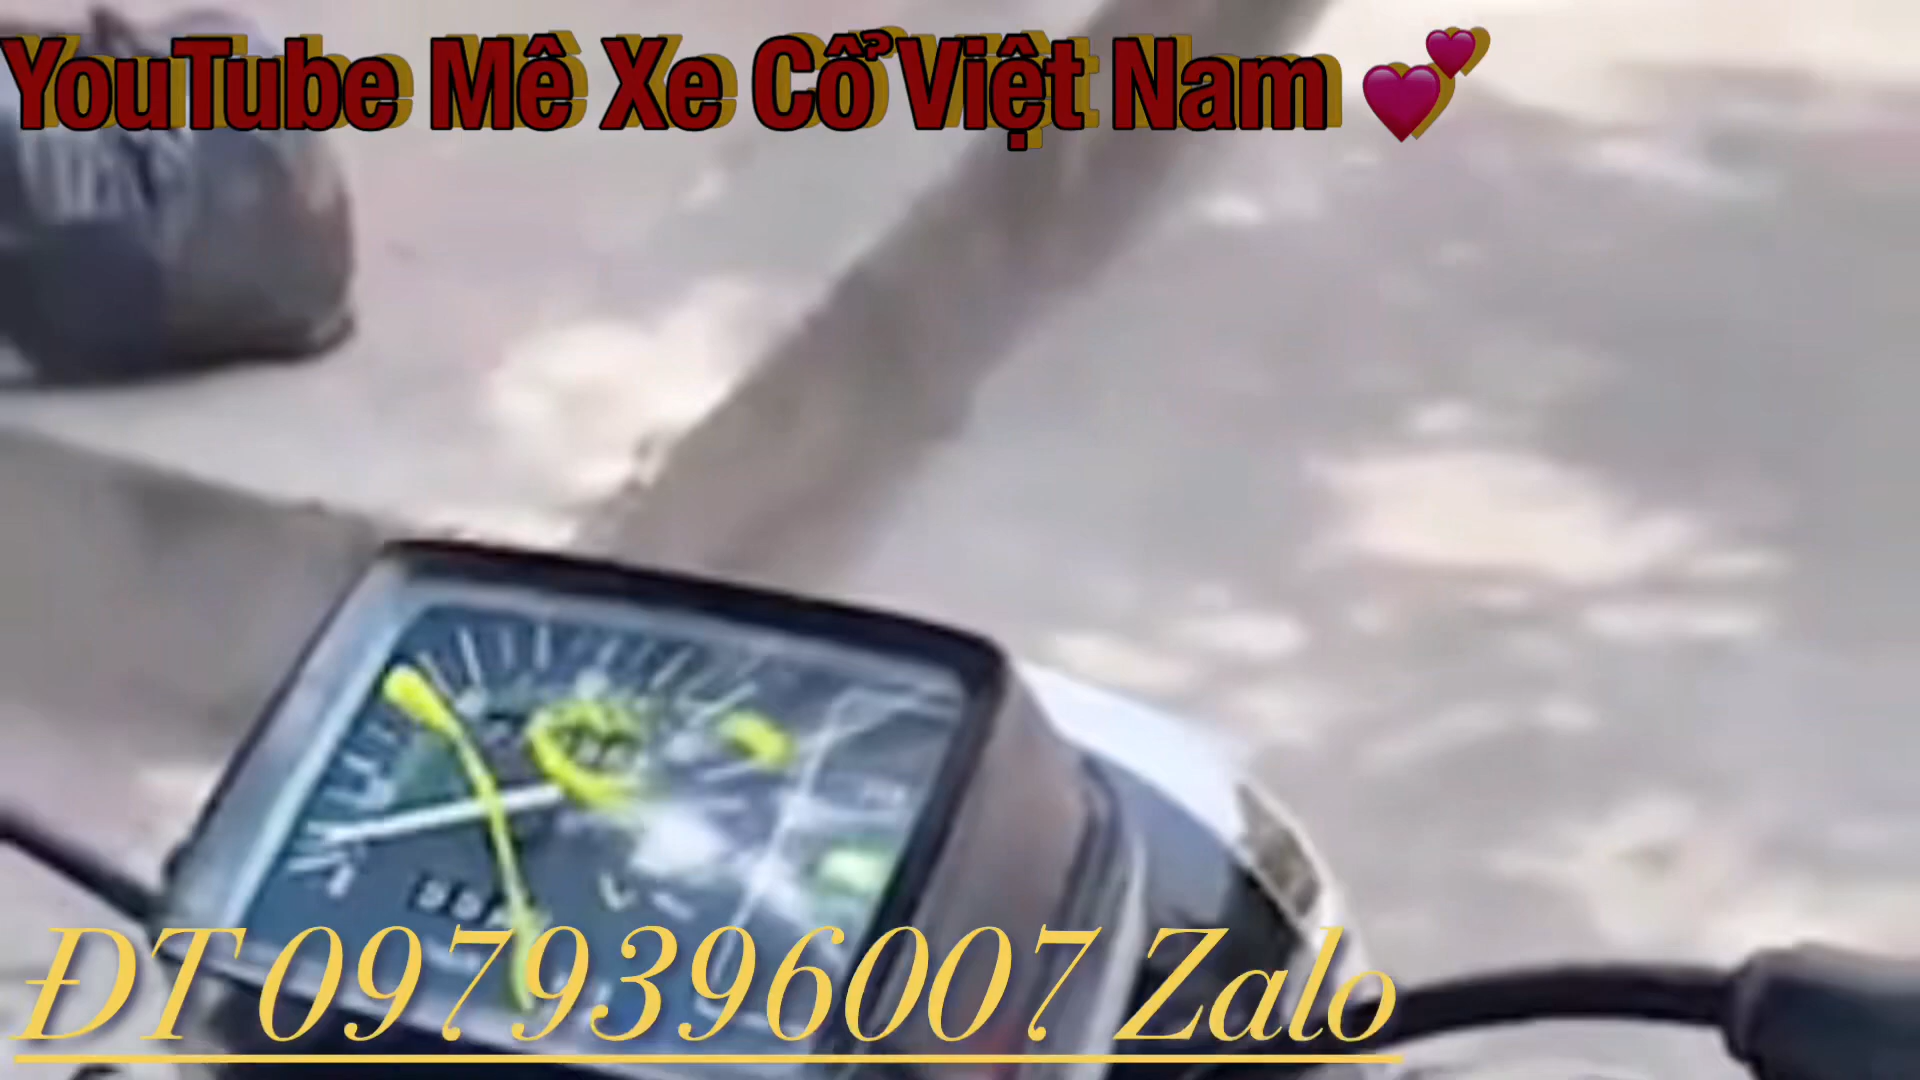 YouTube Mê Xe Cổ Việt Nam 💕
ĐT 0979396007 Zalo